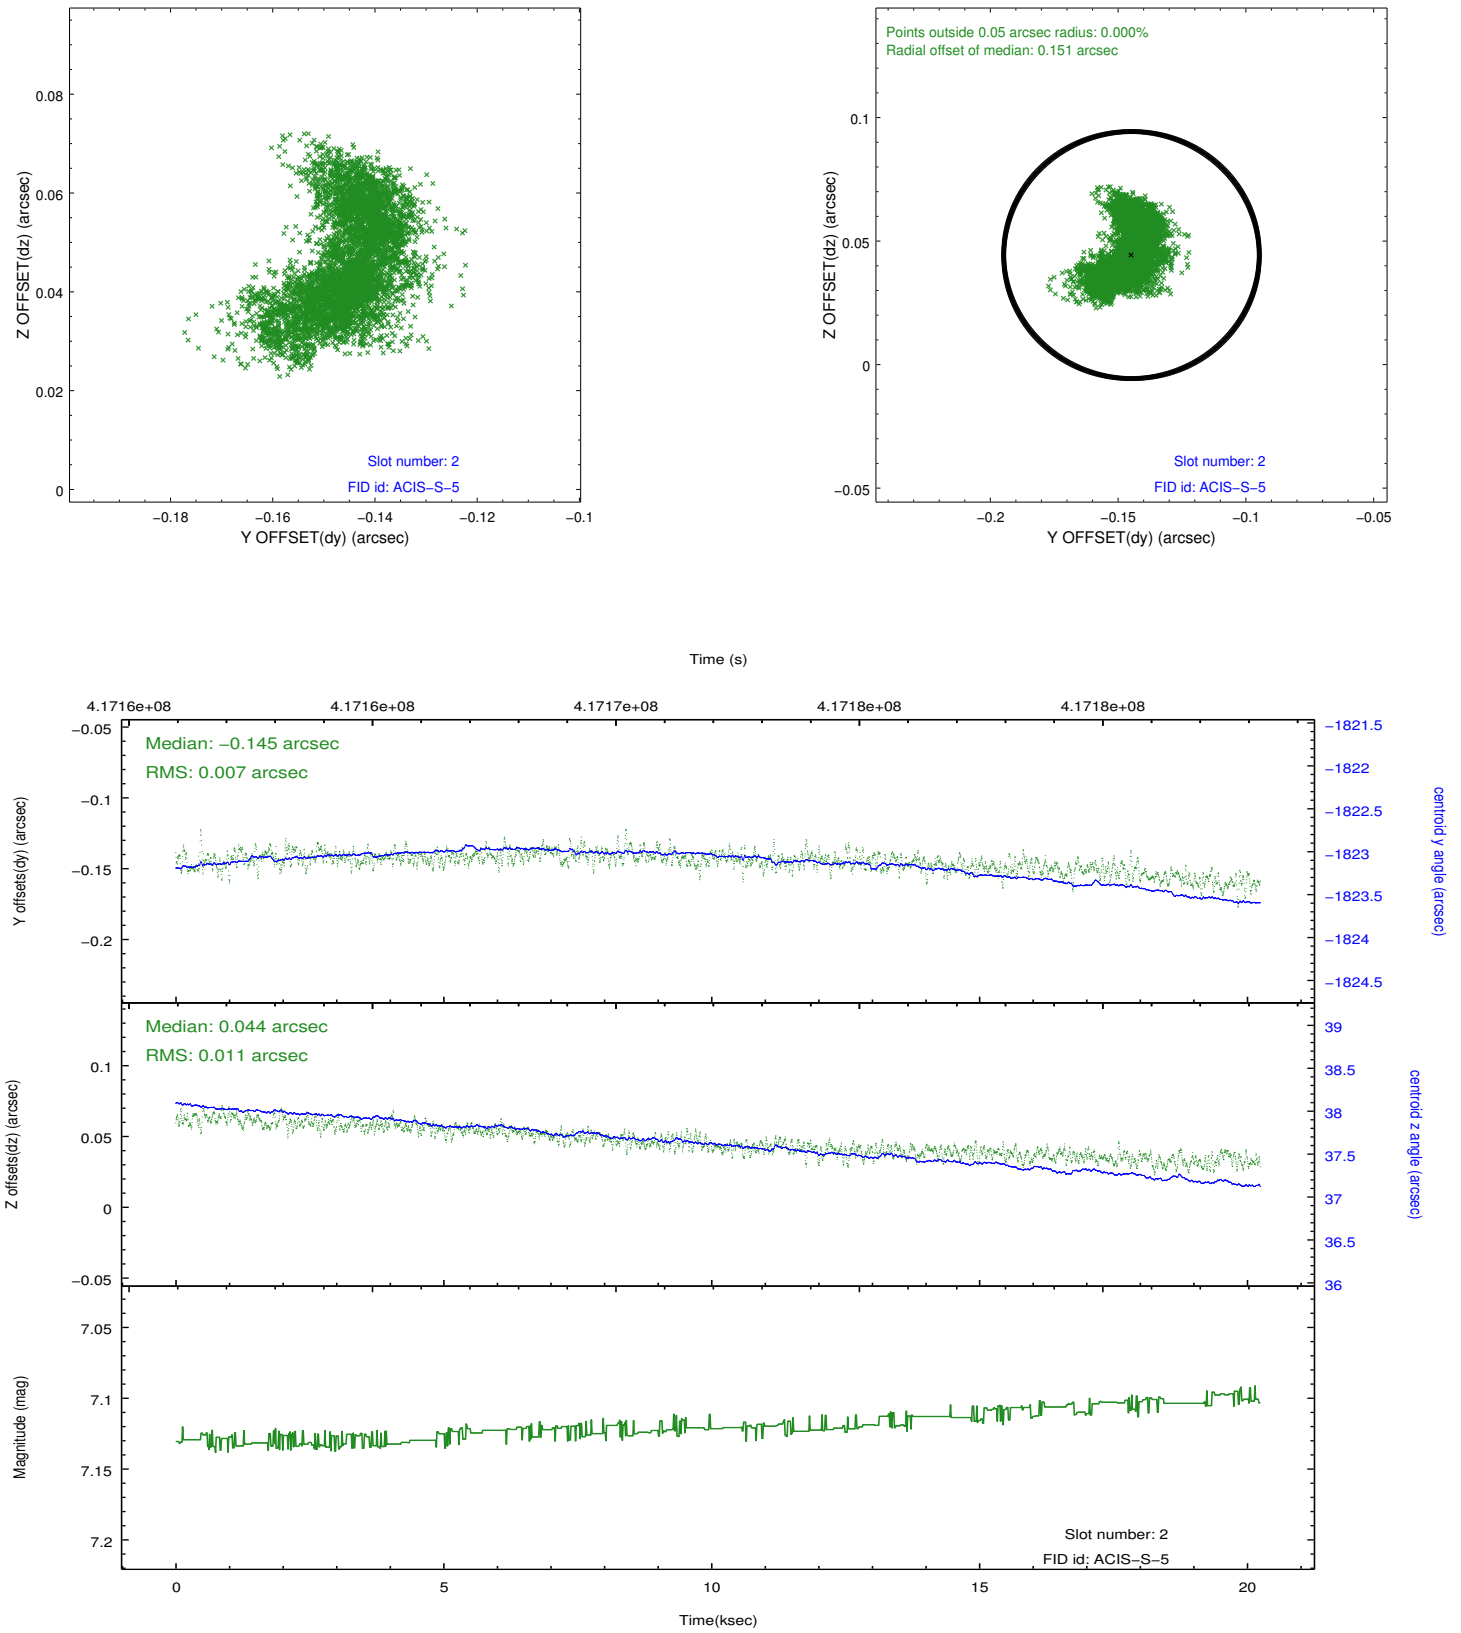 0.08
0.06
0.04
0.02
0
Z OFFSET(dz) (arcsec)
Slot number: 2
FID id: ACIS−S−5
−0.18 −0.16 −0.14 −0.12 −0.1
Y OFFSET(dy) (arcsec)
Points outside 0.05 arcsec radius: 0.000%
Radial offset of median: 0.151 arcsec
0.1
0.05
0
−0.05
Z OFFSET(dz) (arcsec)
Slot number: 2
FID id: ACIS−S−5
−0.2 −0.15 −0.1 −0.05
Y OFFSET(dy) (arcsec)
Time (s)
4.1716e+08 4.1716e+08 4.1717e+08 4.1718e+08 4.1718e+08
−0.05
−0.1
−0.15
−0.2
Y offsets(dy) (arcsec)
Median: −0.145 arcsec
RMS: 0.007 arcsec
−1821.5
−1822
−1822.5
−1823
−1823.5
−1824
−1824.5
centroid y angle (arcsec)
0.1
0.05
0
−0.05
Z offsets(dz) (arcsec)
Median: 0.044 arcsec
RMS: 0.011 arcsec
39
38.5
38
37.5
37
36.5
36
centroid z angle (arcsec)
7.05
7.1
7.15
7.2
Magnitude (mag)
Slot number: 2
FID id: ACIS−S−5
0 5 10 15 20
Time(ksec)